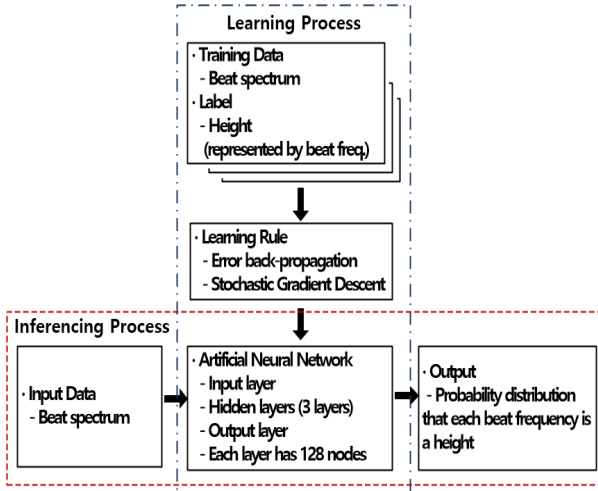 Learning Process
· Training Data
- Beat spectrum
· Label
- Height
(represented by beat freq.)
· Learning Rule
- Error back-propagation
- Stochastic Gradient Descent
Inferencing Process
· Input Data
- Beat spectrum
· Artificial Neural Network
- Input layer
- Hidden layers (3 layers)
- Output layer
- Each layer has 128 nodes
· Output
- Probability distribution
that each beat frequency is
a height